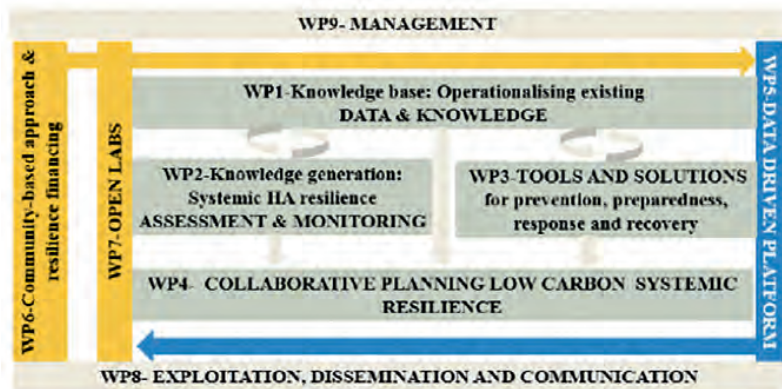 WP9- MANAGEMENT
WP6-Community-based approach &
resilience financing
WP7-OPEN LABS
WP1-Knowledge base: Operationalising existing
DATA & KNOWLEDGE
WP2-Knowledge generation:
Systemic HA resilience
ASSESSMENT & MONITORING
WP3-TOOLS AND SOLUTIONS
for prevention, preparedness,
response and recovery
WP4- COLLABORATIVE PLANNING LOW CARBON SYSTEMIC
RESILIENCE
WP5-DATA DRIVEN PLATFORM
WP8- EXPLOITATION, DISSEMINATION AND COMMUNICATION